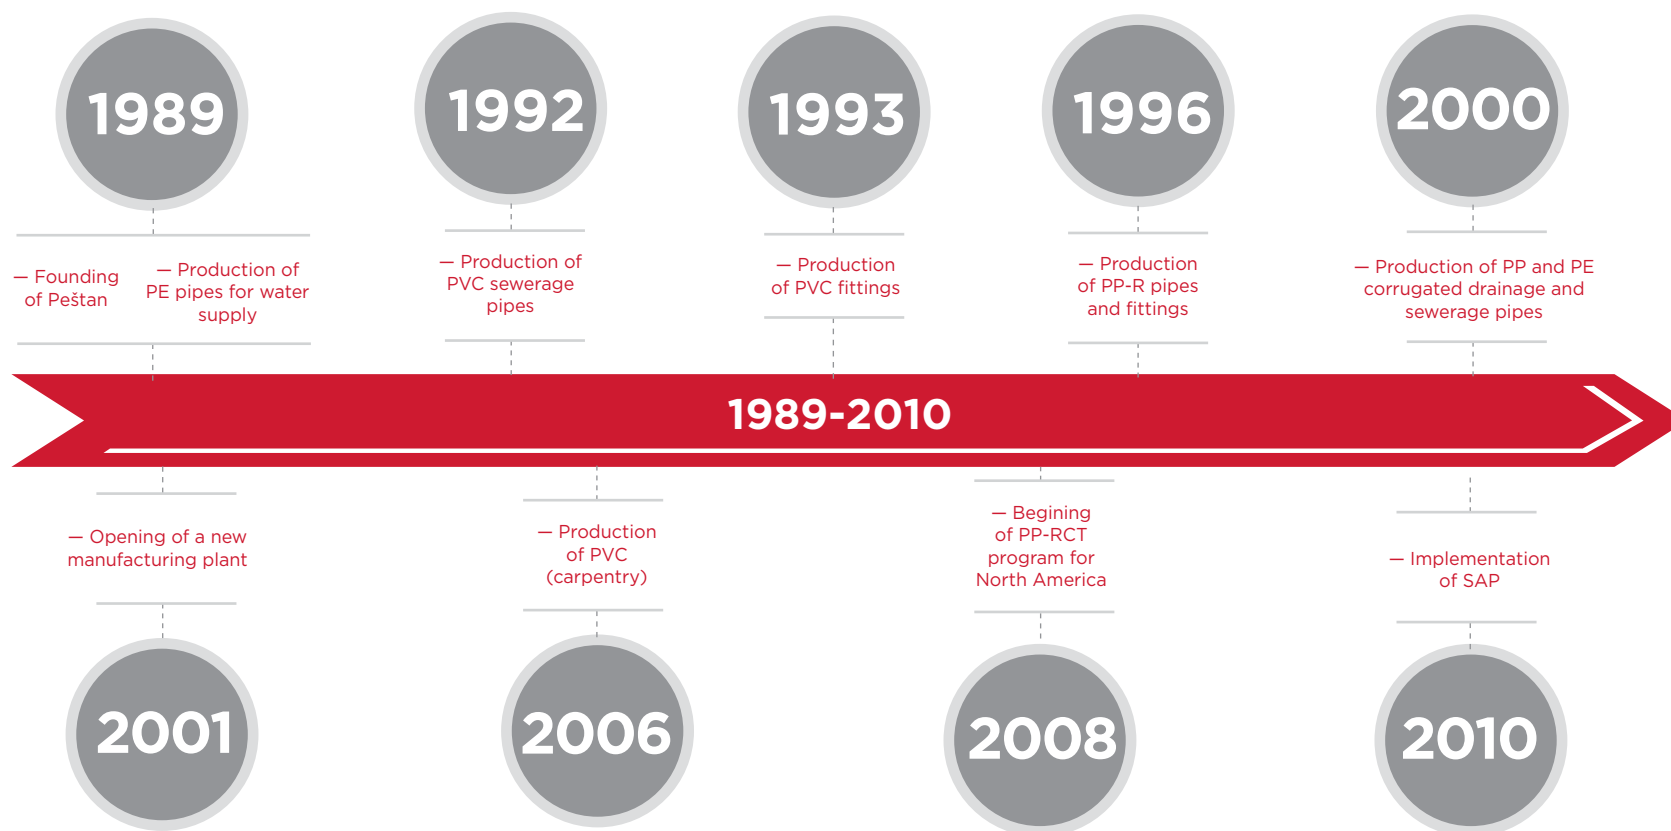 1989
1992
1993
1996
2000
— Founding
of Peštan
— Production of
PE pipes for water
supply
— Production of
PVC sewerage
pipes
— Production
of PVC fittings
— Production
of PP-R pipes
and fittings
— Production of PP and PE
corrugated drainage and
sewerage pipes
1989-2010
— Opening of a new
manufacturing plant
— Production
of PVC
(carpentry)
— Begining
of PP-RCT
program for
North America
— Implementation
of SAP
2001
2006
2008
2010